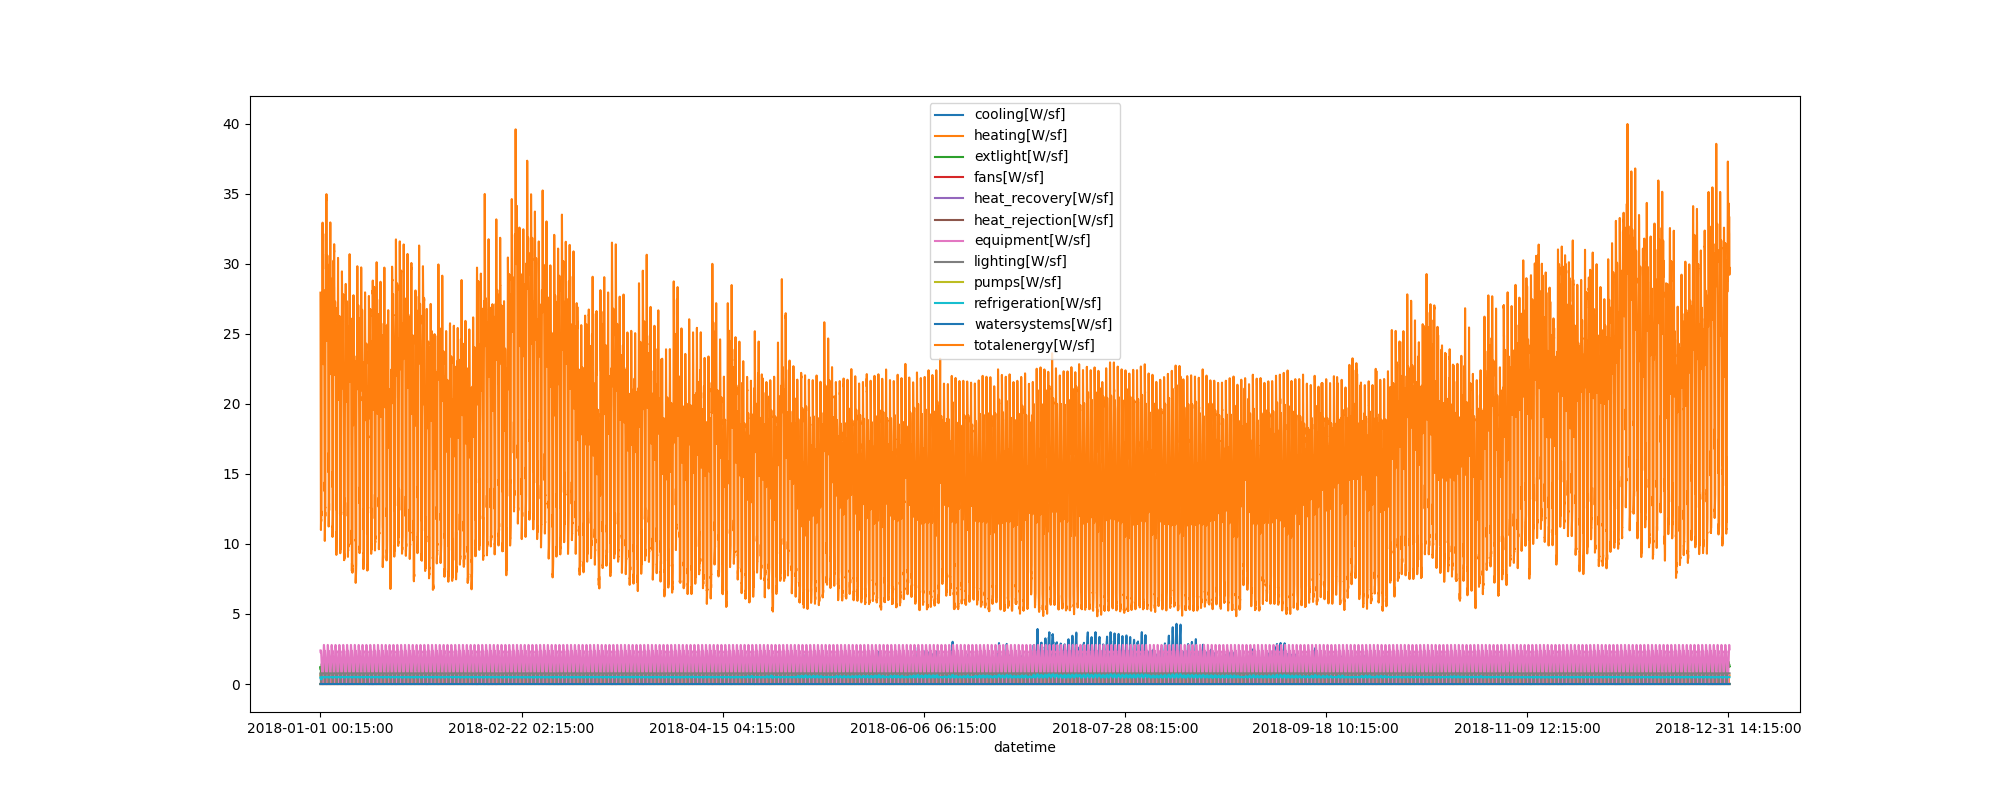 40
35
30
25
20
15
10
5
0
cooling[W/sf]
heating[W/sf]
extlight[W/sf]
fans[W/sf]
heat_recovery[W/sf]
heat_rejection[W/sf]
equipment[W/sf]
lighting[W/sf]
pumps[W/sf]
refrigeration[W/sf]
watersystems[W/sf]
totalenergy[W/sf]
2018-01-01 00:15:00 2018-02-22 02:15:00 2018-04-15 04:15:00 2018-06-06 06:15:00 2018-07-28 08:15:00 2018-09-18 10:15:00 2018-11-09 12:15:00 2018-12-31 14:15:00
datetime